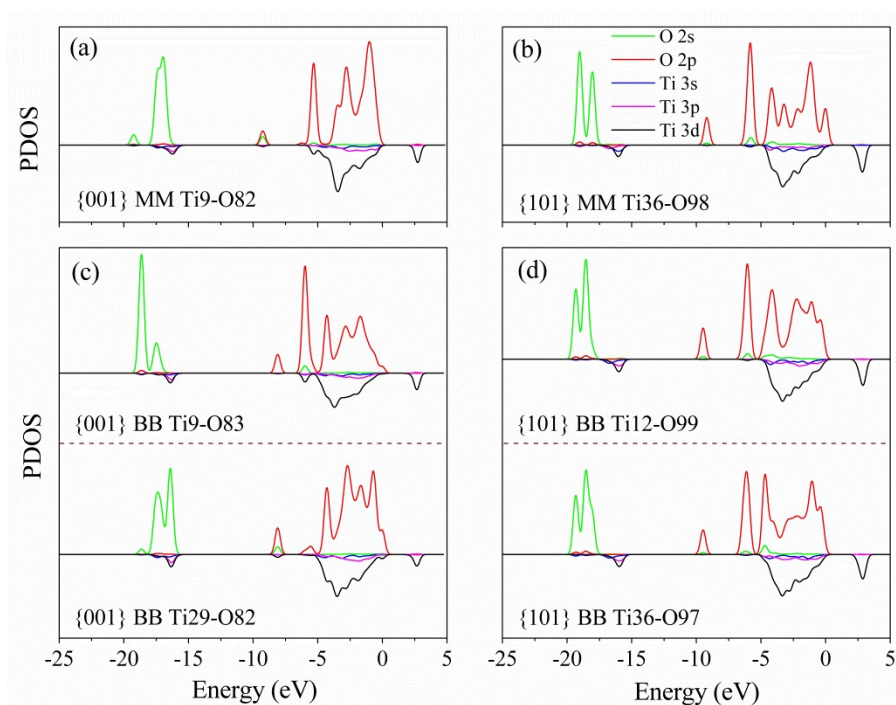 (a)
PDOS
{001} MM Ti9-O82
(b)
O 2s
O 2p
Ti 3s
Ti 3p
Ti 3d
{101} MM Ti36-O98
(c)
PDOS
{001} BB Ti9-O83
{001} BB Ti29-O82
-25 -20 -15 -10 -5 0 5
Energy (eV)
(d)
{101} BB Ti12-O99
{101} BB Ti36-O97
-25 -20 -15 -10 -5 0 5
Energy (eV)